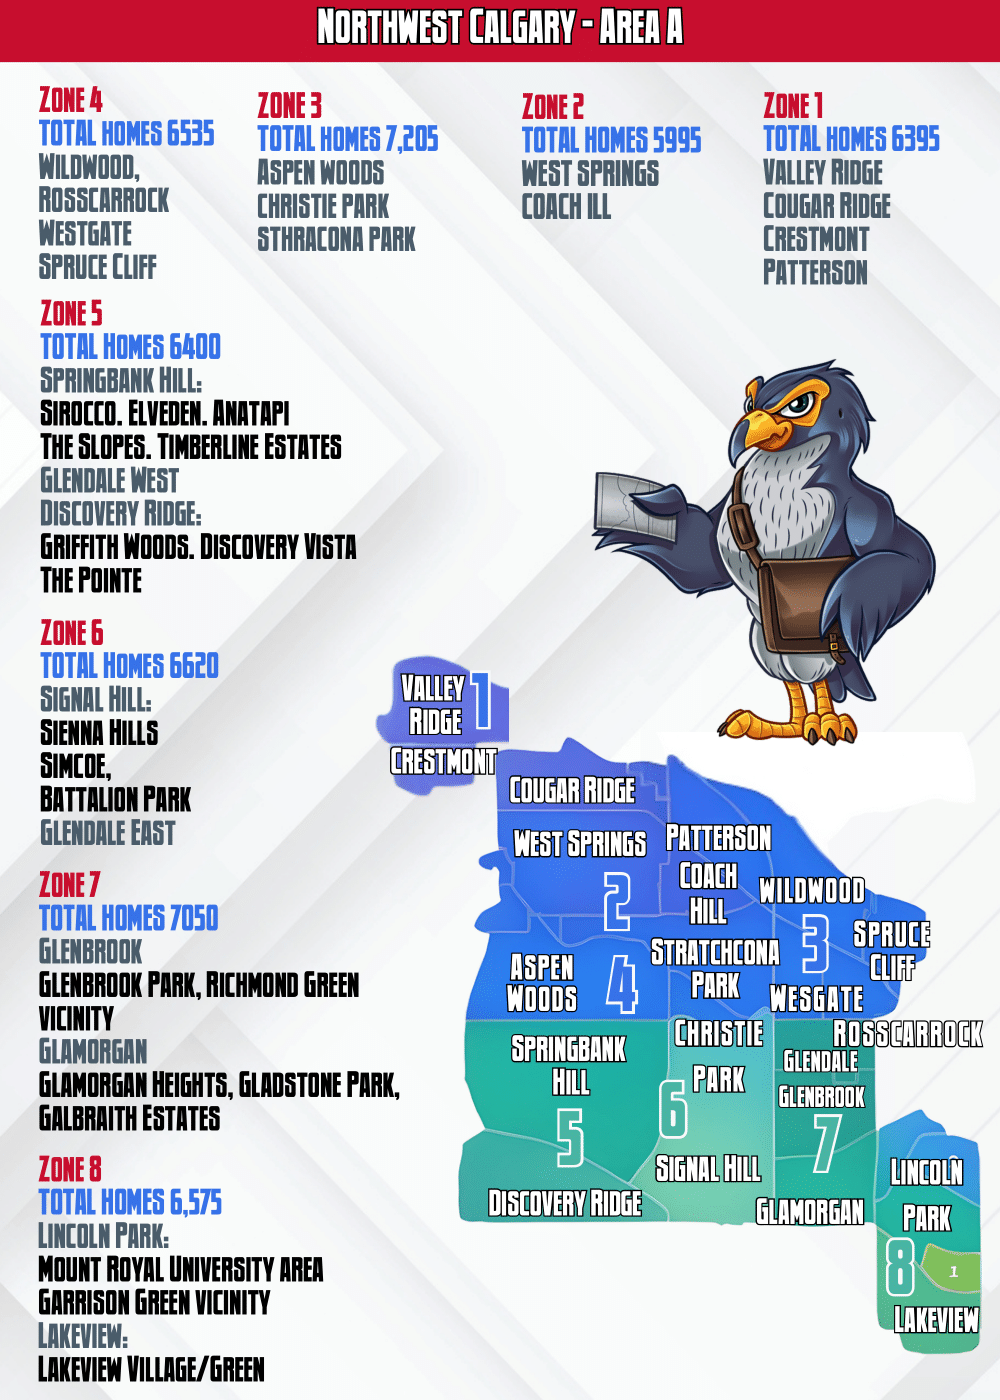 Northwest Calgary - Area A
Zone 4
TOTAL HOMES 6535
Wildwood,
Rosscarrock
Westgate
Spruce Cliff
Zone 3
TOTAL HOMES 7,205
ASPEN WOODS
CHRISTIE PARK
STHRACONA PARK
Zone 2
TOTAL HOMES 5995
WEST SPRINGS
COACH ILL
Zone 1
TOTAL HOMES 6395
Valley Ridge
Cougar Ridge
Crestmont
Patterson
Zone 5
TOTAL Homes 6400
Springbank Hill:
Sirocco. Elveden. Anatapi
The Slopes. Timberline Estates
Glendale West
Discovery Ridge:
Griffith Woods. Discovery Vista
The Pointe
Zone 6
TOTAL Homes 6620
Signal Hill:
Sienna Hills
Simcoe,
Battalion Park
Glendale East
Zone 7
TOTAL HOMES 7050
Glenbrook
Glenbrook Park, Richmond Green
vicinity
Glamorgan
Glamorgan Heights, Gladstone Park,
Galbraith Estates
Zone 8
TOTAL HOMES 6,575
Lincoln Park:
Mount Royal University area
Garrison Green vicinity
Lakeview:
Lakeview Village/Green
Valley
Ridge
1
Crestmont
Cougar Ridge
West Springs
Patterson
Coach
Hill
2
WILDWOOD
3
Spruce
Cliff
Aspen
Woods
4
Stratchcona
Park
Wesgate
Springbank
Hill
5
Christie
Park
6
Rosscarrock
Glendale
Glenbrook
7
Signal Hill
Discovery Ridge
Glamorgan
Lincoln
Park
8
1
Lakeview